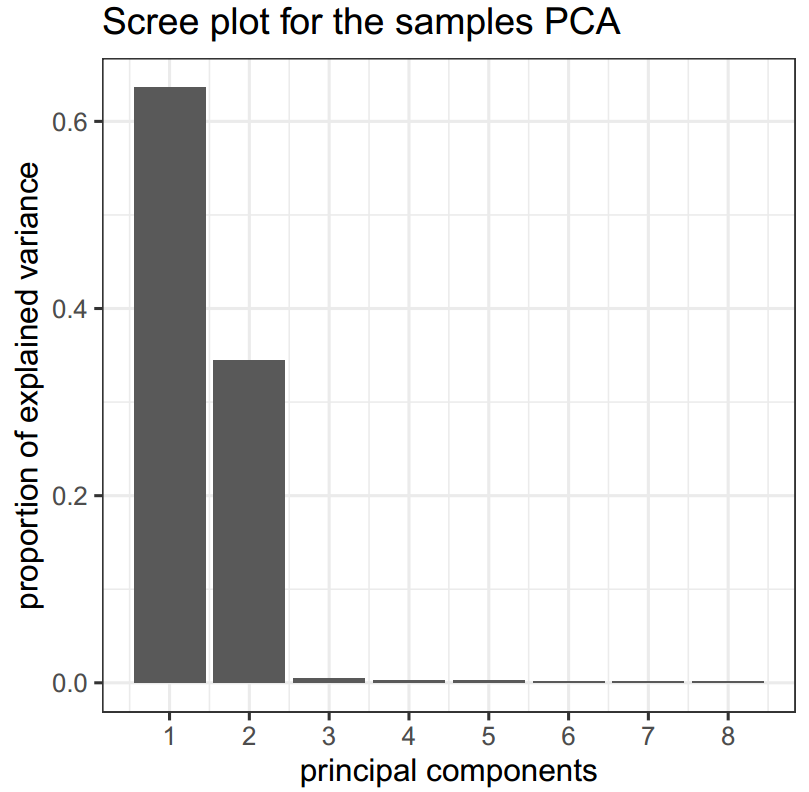 Scree plot for the samples PCA
proportion of explained variance
0.6
0.4
0.2
0.0
1 2 3 4 5 6 7 8
principal components